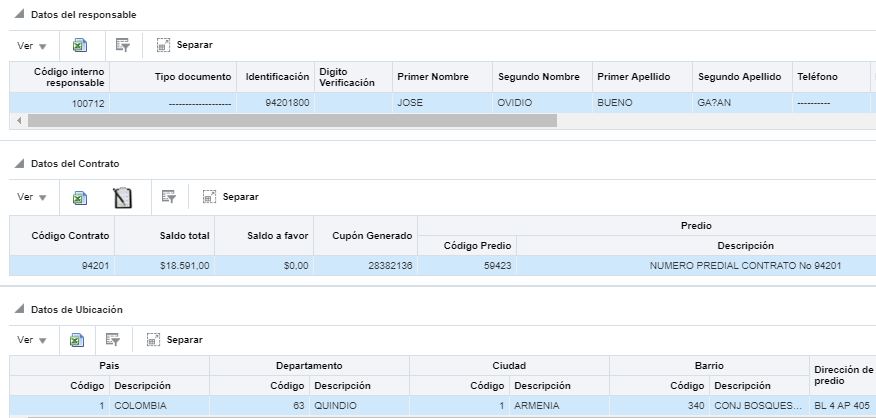 Datos del responsable
Ver Separar
Código interno responsable Tipo documento Identificación Digito Verificación Primer Nombre Segundo Nombre Primer Apellido Segundo Apellido Teléfono
100712 ------------------- 94201800 JOSE OVIDIO BUENO GA?AN ----------
Datos del Contrato
Ver Separar
Código Contrato Saldo total Saldo a favor Cupón Generado Predio
Código Predio Descripción
94201 $18.591,00 $0,00 28382136 59423 NUMERO PREDIAL CONTRATO No 94201
Datos de Ubicación
Ver Separar
Pais Departamento Ciudad Barrio Dirección de predio
Código Descripción Código Descripción Código Descripción Código Descripción
1 COLOMBIA 63 QUINDIO 1 ARMENIA 340 CONJ BOSQUES... BL 4 AP 405